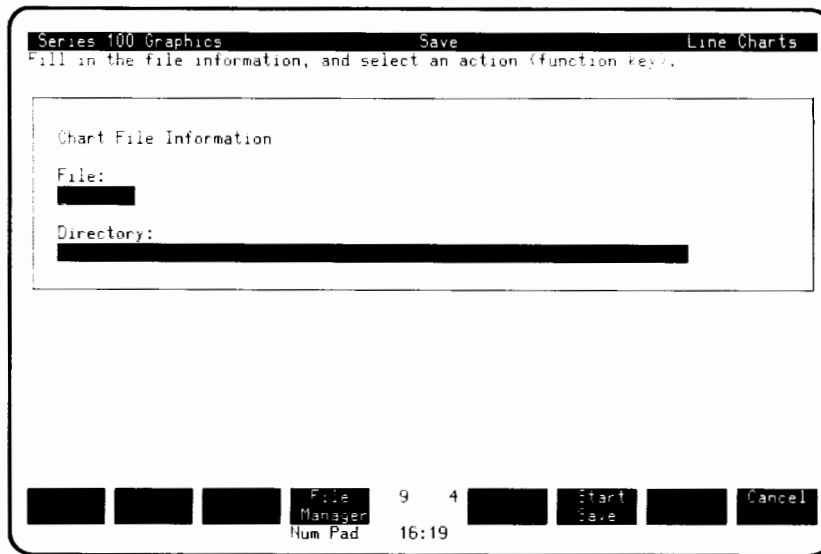 Series 100 Graphics Save Line Charts
Fill in the file information, and select an action (function key).
Chart File Information
File:
Directory:
File Manager 9 4 Start Save Cancel
Num Pad 16:19